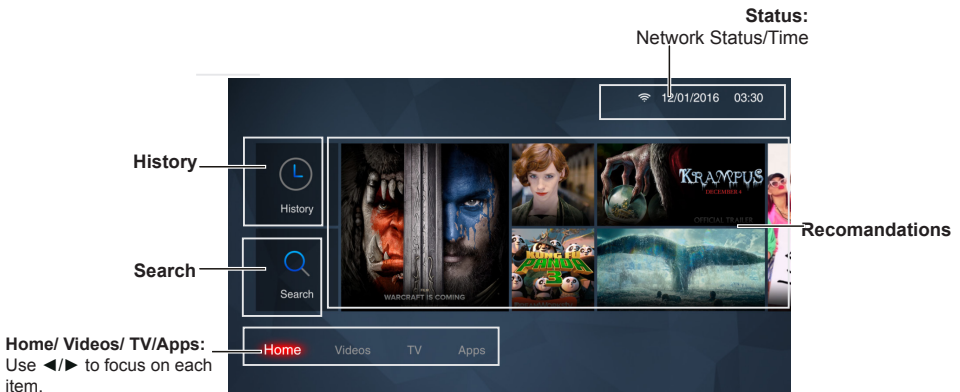 Status:
Network Status/Time
12/01/2016 03:30
History
History
KRAMPUS
DECEMBER 4
OFFICIAL TRAILER
Recomandations
Search
Search
WARCRAFT IS COMING
KUNG FU
PANDA
3
Home/ Videos/ TV/Apps:
Use ◄/► to focus on each
item.
Home Videos TV Apps